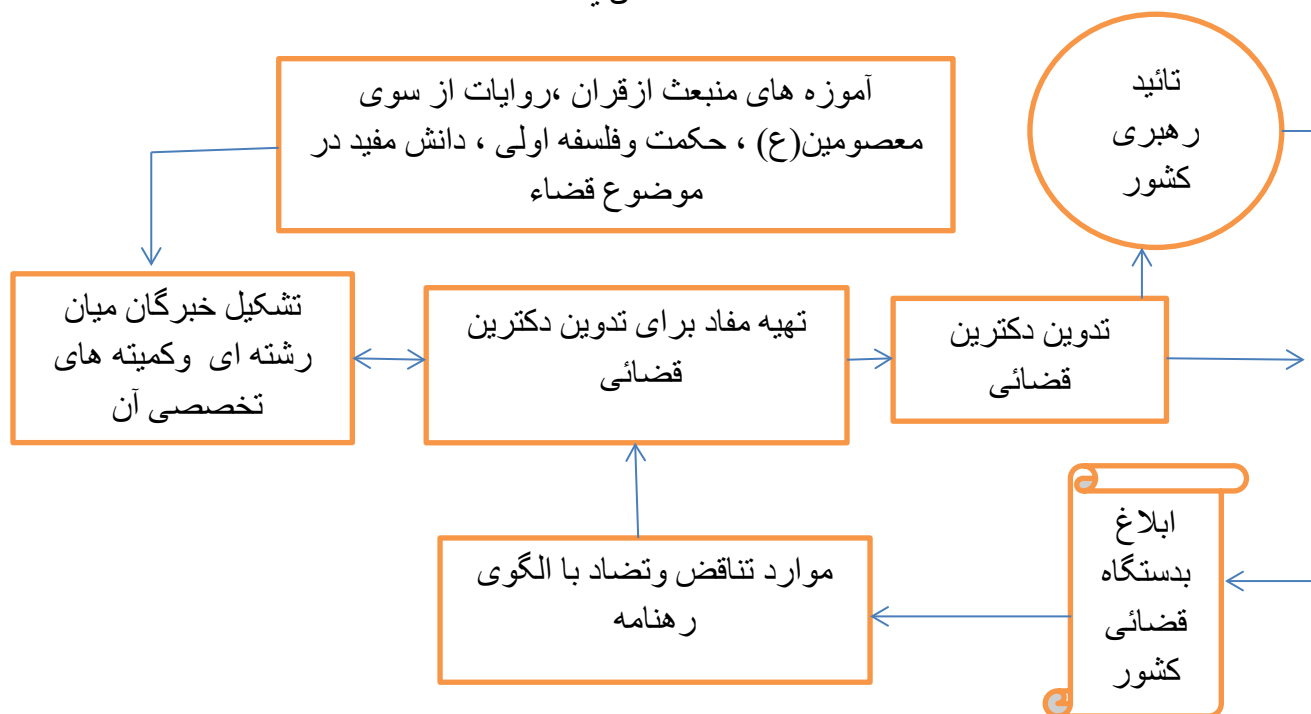 آموزه های منبعث ازقران ،روایات از سوی
معصومین(ع) ، حکمت وفلسفه اولی ، دانش مفید در
موضوع قضاء
تائید
رهبری
کشور
تشکیل خبرگان میان
رشته ای وکمیته های
تخصصی آن
تهیه مفاد برای تدوین دکترین
قضائی
تدوین دکترین
قضائی
موارد تناقض وتضاد با الگوی
رهنامه
ابلاغ
بدستگاه
قضائی
کشور